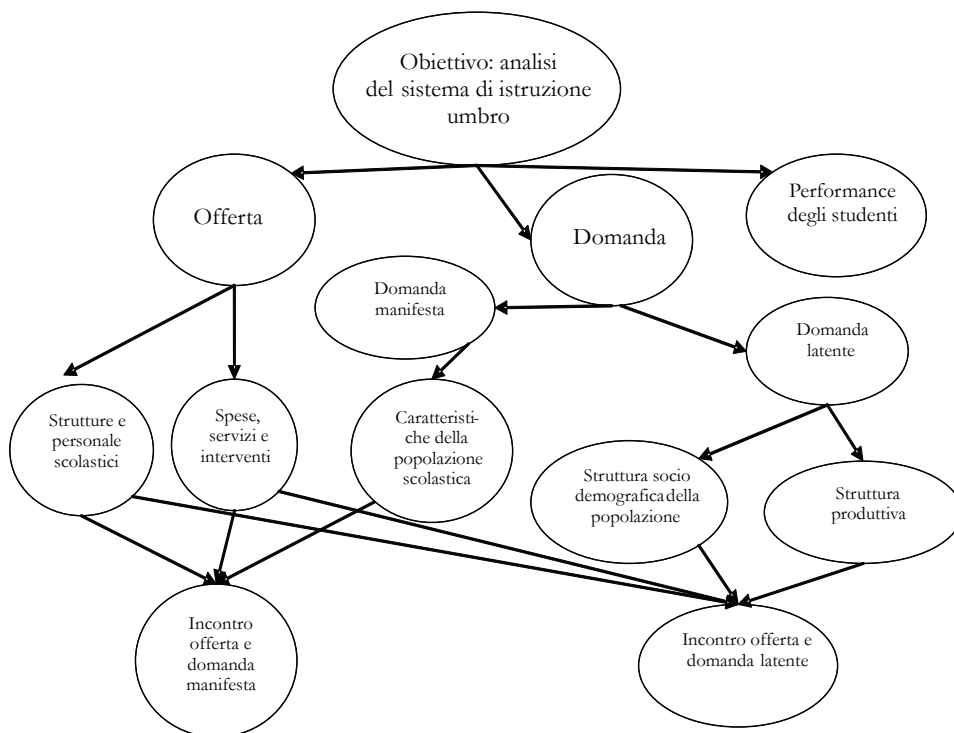 Obiettivo: analisi
del sistema di istruzione
umbro
Offerta
Domanda
Performance
degli studenti
Domanda
manifesta
Domanda
latente
Strutture e
personale
scolastici
Spese,
servizi e
interventi
Caratteristi-
che della
popolazione
scolastica
Struttura socio
demografica della
popolazione
Struttura
produttiva
Incontro
offerta e
domanda
manifesta
Incontro offerta e
domanda latente